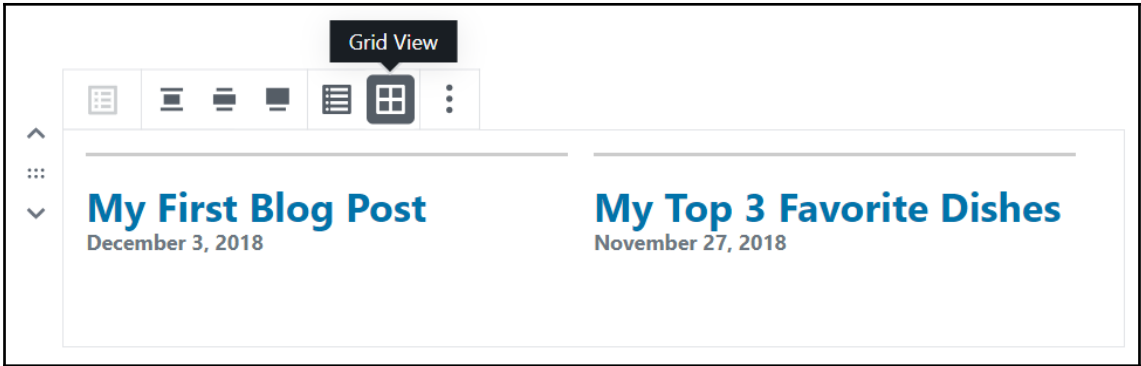 Grid View
My First Blog Post
December 3, 2018
My Top 3 Favorite Dishes
November 27, 2018